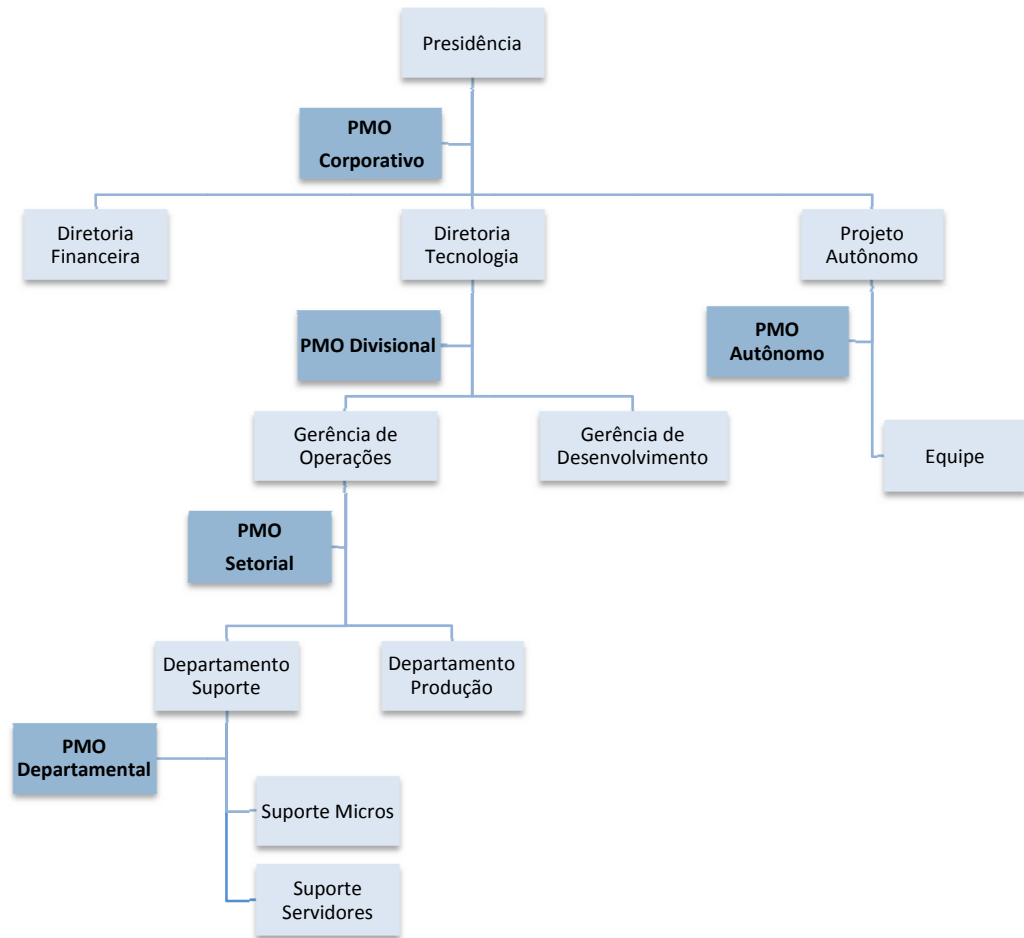 Presidência
PMO
Corporativo
Diretoria
Financeira
Diretoria
Tecnologia
Projeto
Autônomo
PMO Divisional
PMO
Autônomo
Gerência de
Operações
Gerência de
Desenvolvimento
Equipe
PMO
Setorial
Departamento
Suporte
Departamento
Produção
PMO
Departamental
Suporte Micros
Suporte
Servidores